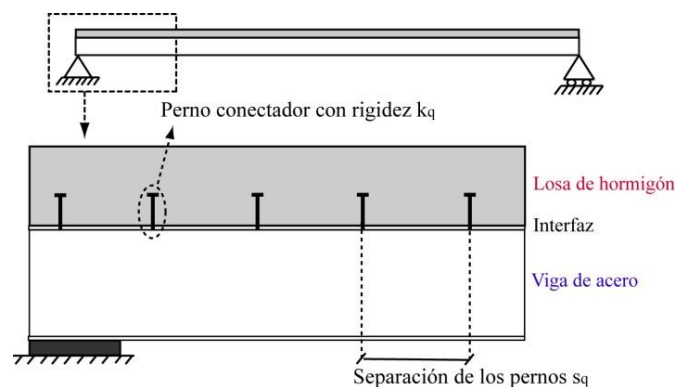 Perno conectador con rigidez kq
Losa de hormigón
Interfaz
Viga de acero
Separación de los pernos sq